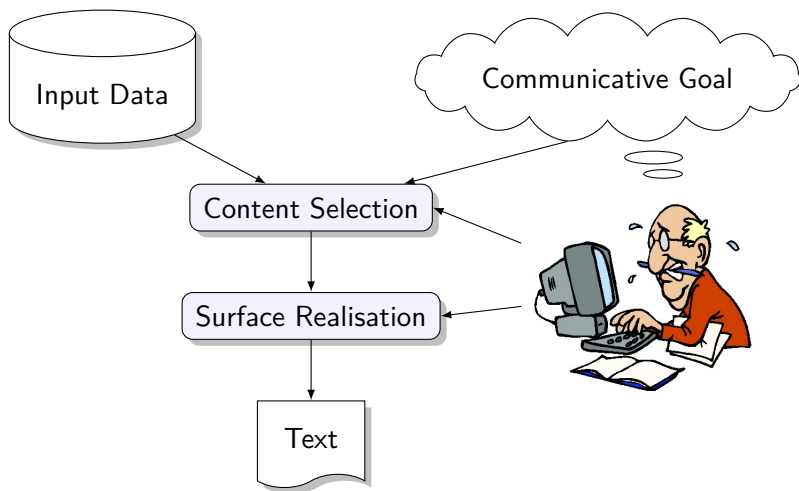 Input Data
Communicative Goal
Content Selection
Surface Realisation
Text